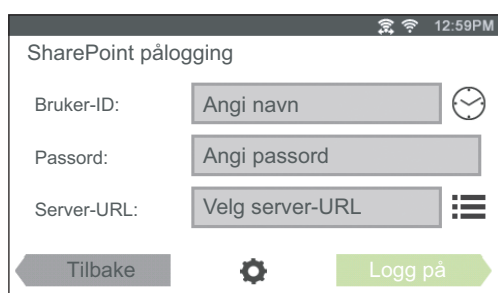 12:59PM
SharePoint pålogging
Bruker-ID: Angi navn
Passord: Angi passord
Server-URL: Velg server-URL
Tilbake Logg på